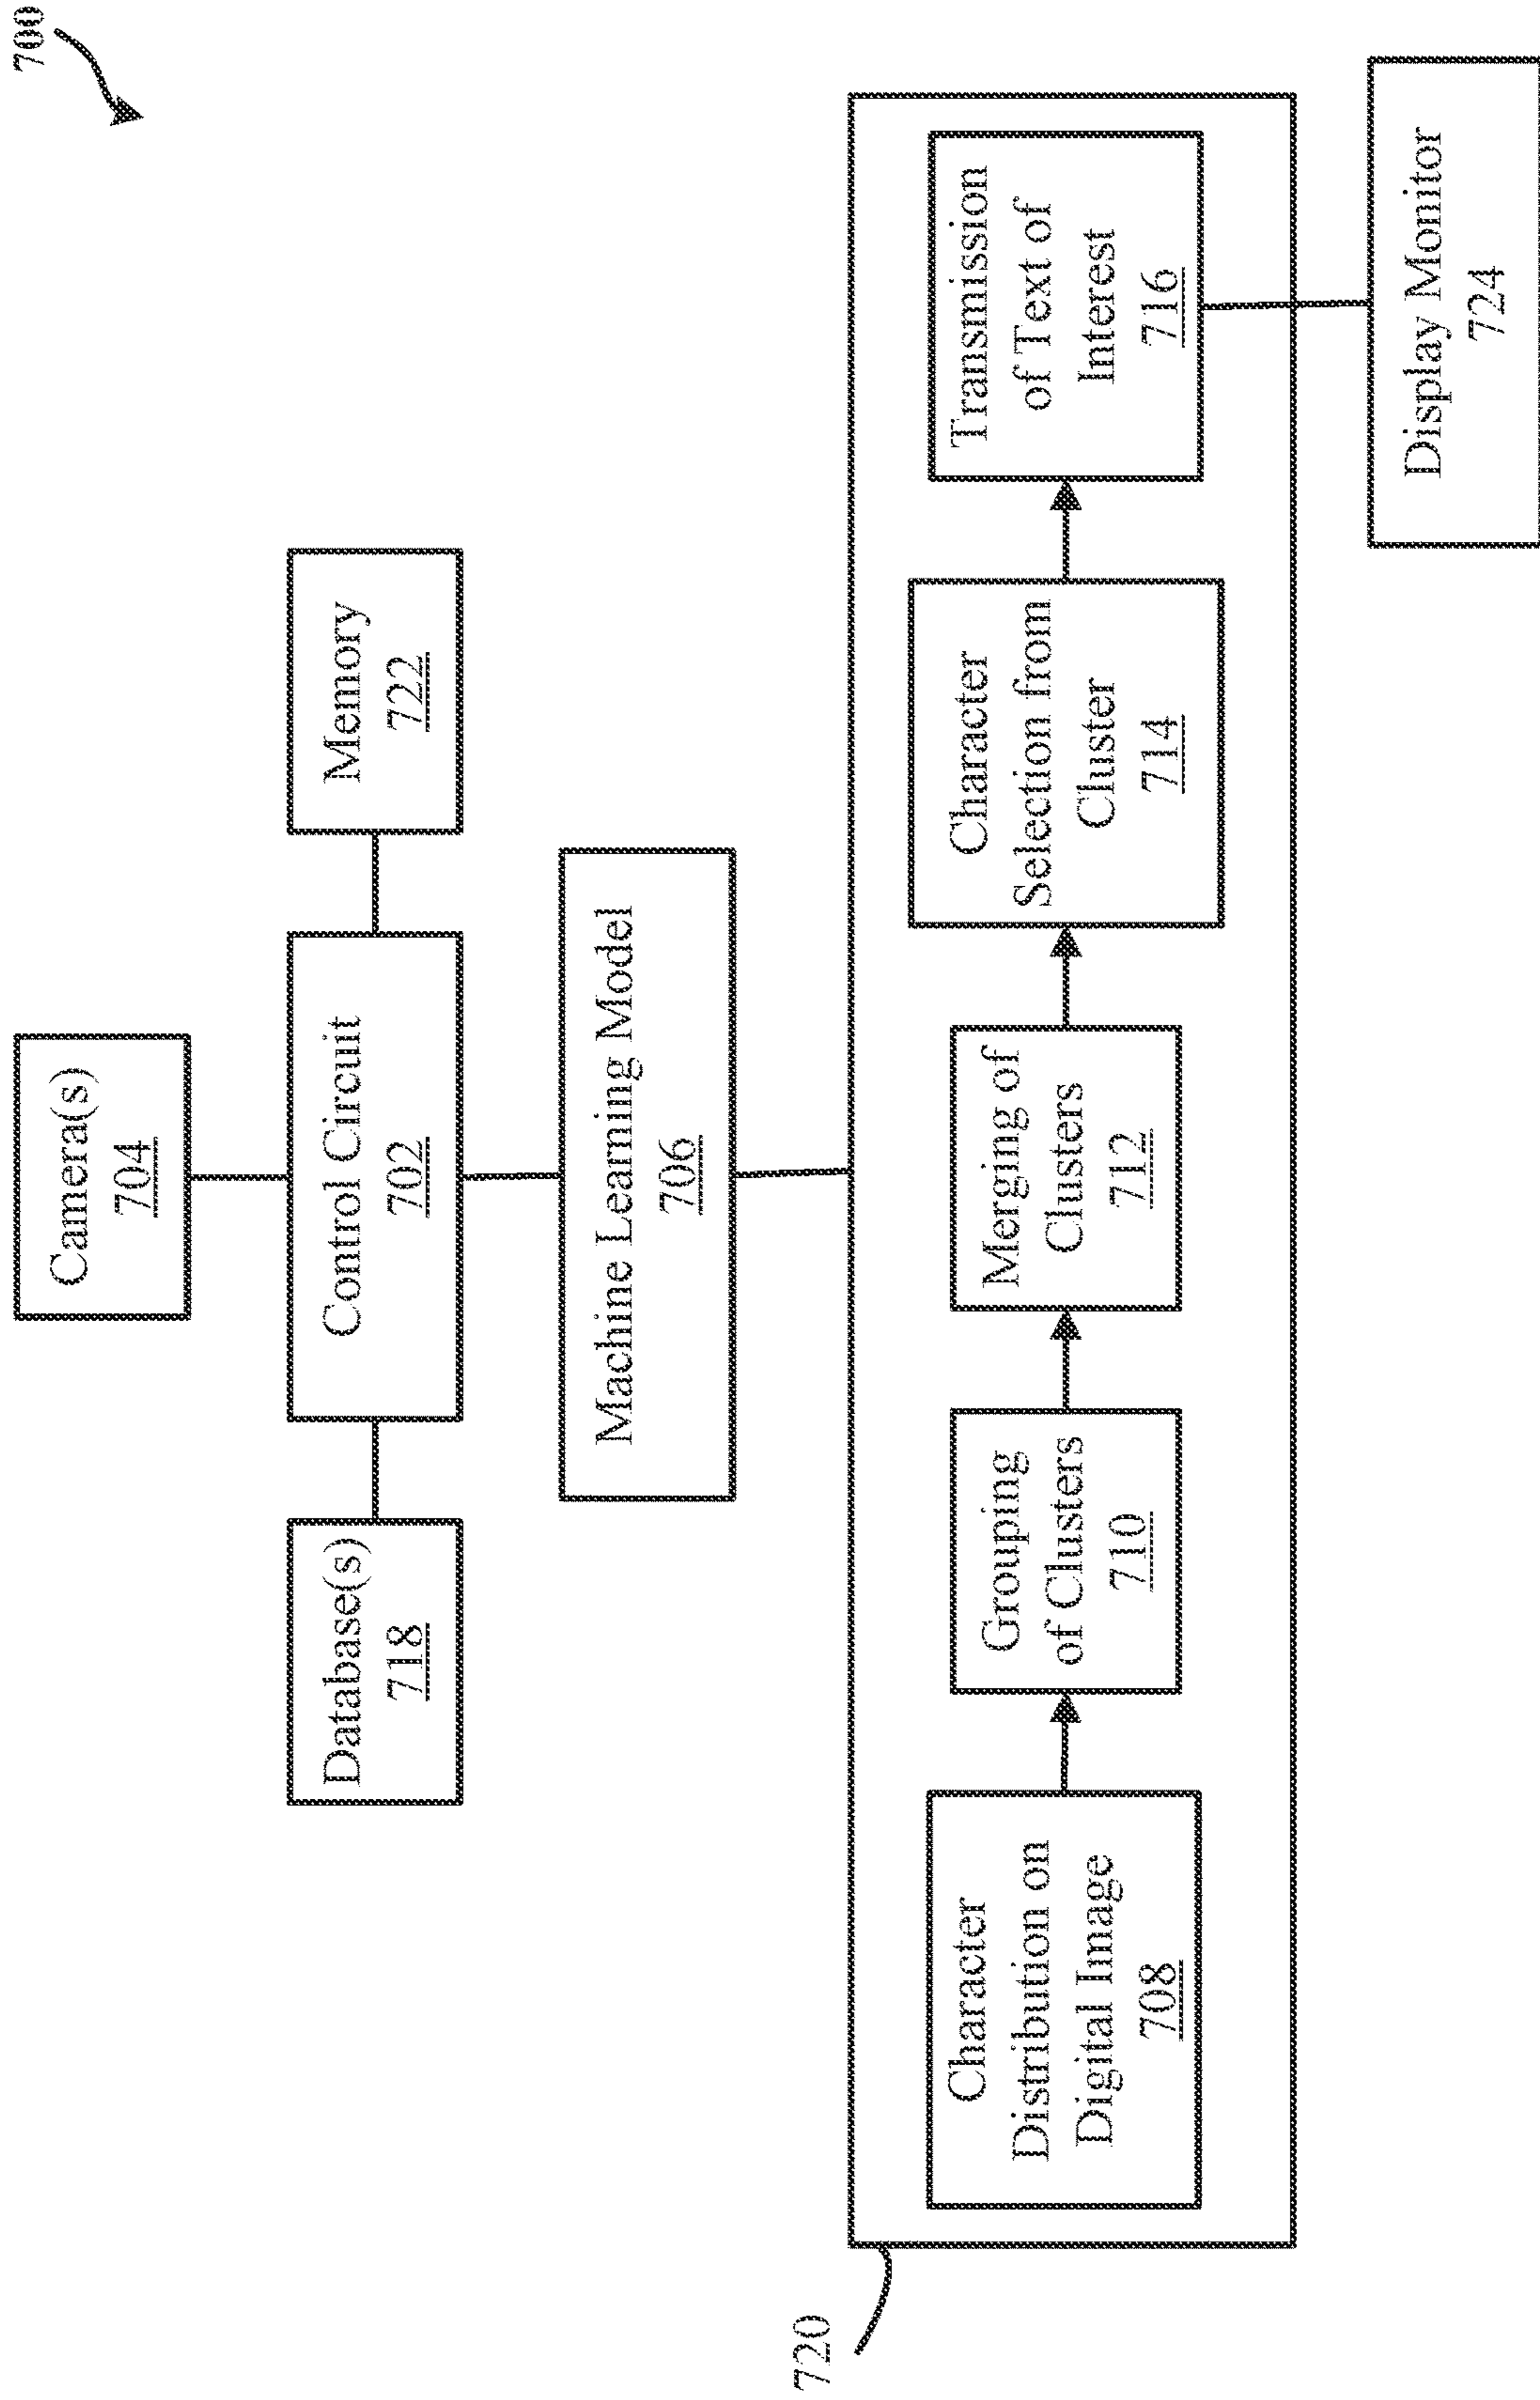 700
Camera(s)
704
Database(s)
718
Control Circuit
702
Memory
722
Machine Learning Model
706
720
Character
Distribution on
Digital Image
708
Grouping
of Clusters
710
Merging of
Clusters
712
Character
Selection from
Cluster
714
Transmission
of Text of
Interest
716
Display Monitor
724